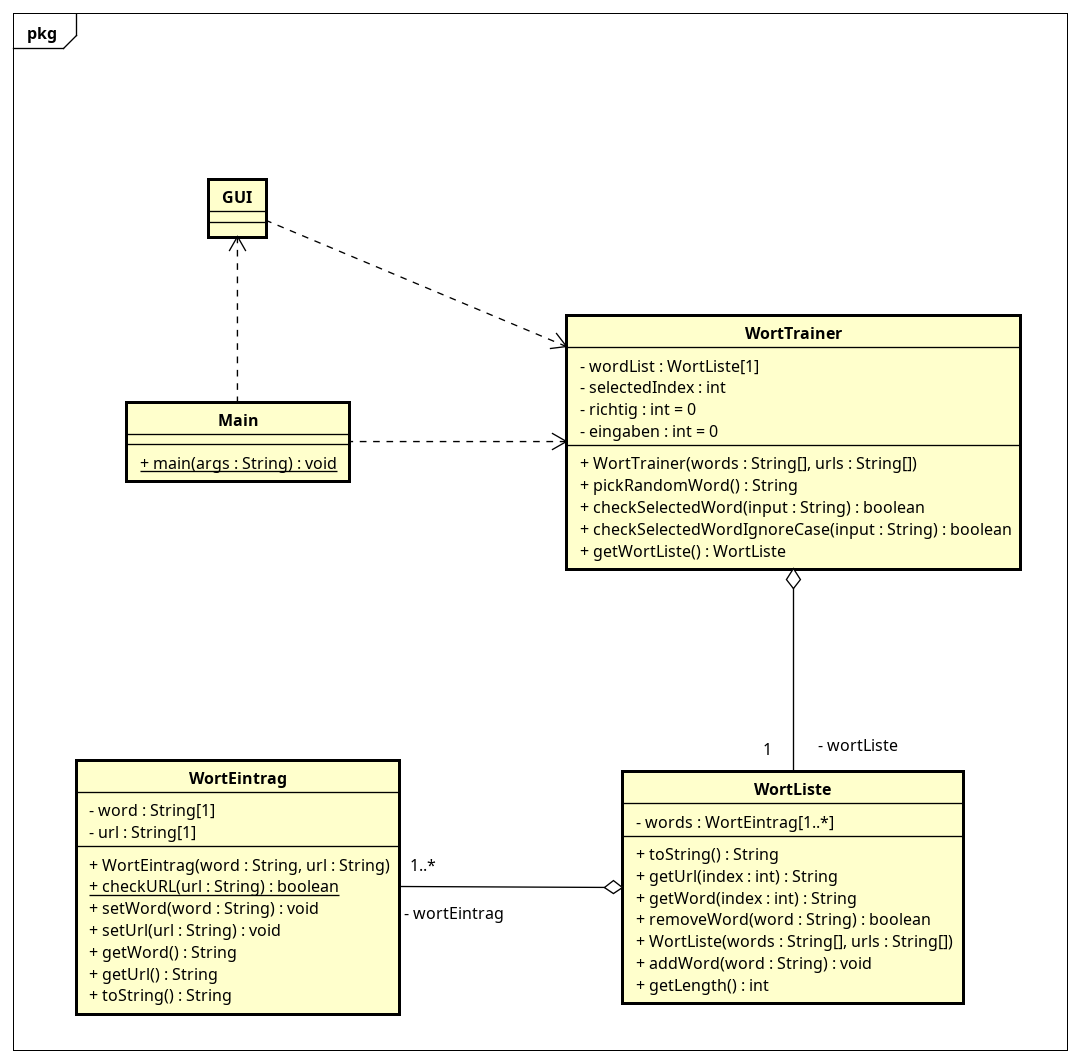 pkg
GUI
Main
+ main(args : String) : void
WortTrainer
- wordList : WortListe[1]
- selectedIndex : int
- richtig : int = 0
- eingaben : int = 0
+ WortTrainer(words : String[], urls : String[])
+ pickRandomWord() : String
+ checkSelectedWord(input : String) : boolean
+ checkSelectedWordIgnoreCase(input : String) : boolean
+ getWortListe() : WortListe
1
- wortListe
WortEintrag
- word : String[1]
- url : String[1]
+ WortEintrag(word : String, url : String)
+ checkURL(url : String) : boolean
+ setWord(word : String) : void
+ setUrl(url : String) : void
+ getWord() : String
+ getUrl() : String
+ toString() : String
1..*
- wortEintrag
WortListe
- words : WortEintrag[1..*]
+ toString() : String
+ getUrl(index : int) : String
+ getWord(index : int) : String
+ removeWord(word : String) : boolean
+ WortListe(words : String[], urls : String[])
+ addWord(word : String) : void
+ getLength() : int